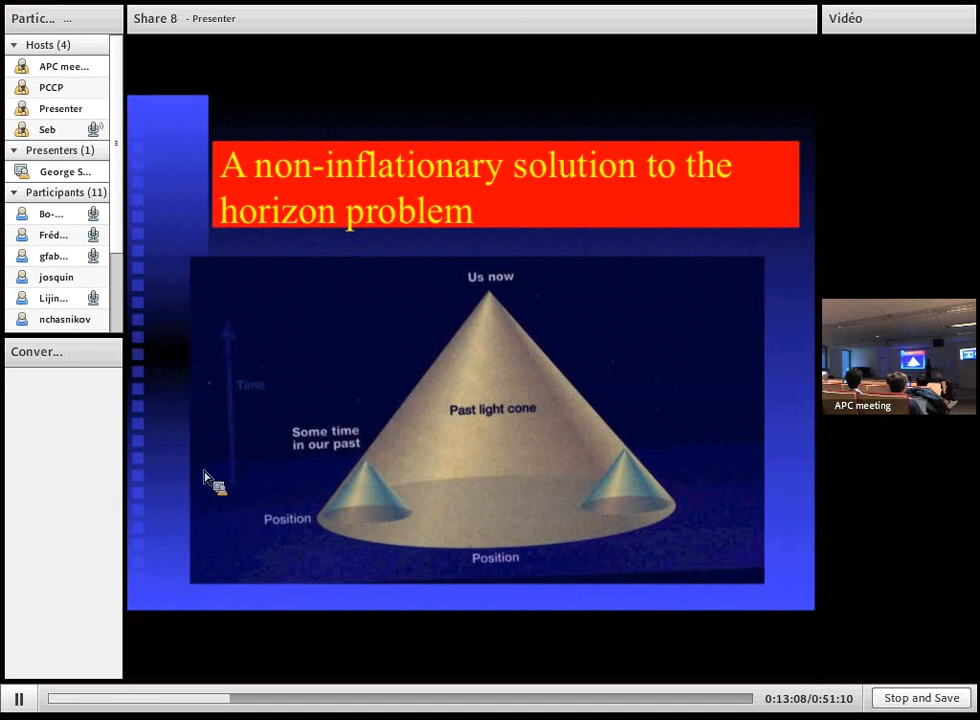 Partic... ...
Hosts (4)
APC mee...
PCCP
Presenter
Seb
Presenters (1)
George S...
Participants (11)
Bo-...
Fréd...
gfab...
josquin
Lijin...
nchasnikov
Conver...
Share 8 - Presenter
A non-inflationary solution to the
horizon problem
Us now
Time
Past light cone
Some time
in our past
Position
Position
Vidéo
APC meeting
0:13:08/0:51:10
Stop and Save